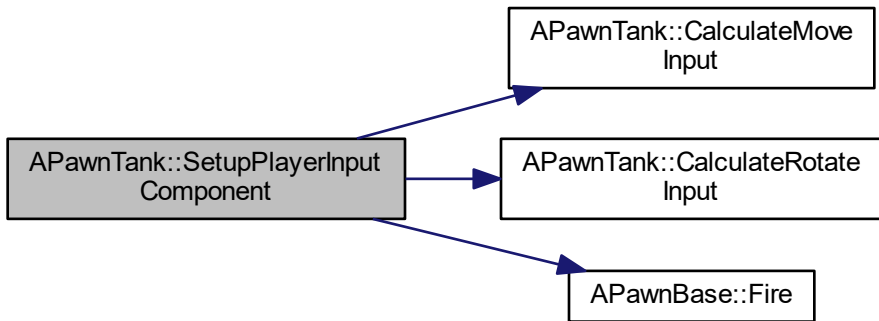 APawnTank::SetupPlayerInput
Component
APawnTank::CalculateMove
Input
APawnTank::CalculateRotate
Input
APawnBase::Fire